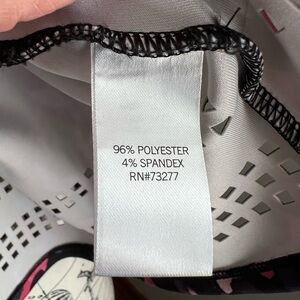 96% POLYESTER
4% SPANDEX
RN#73277